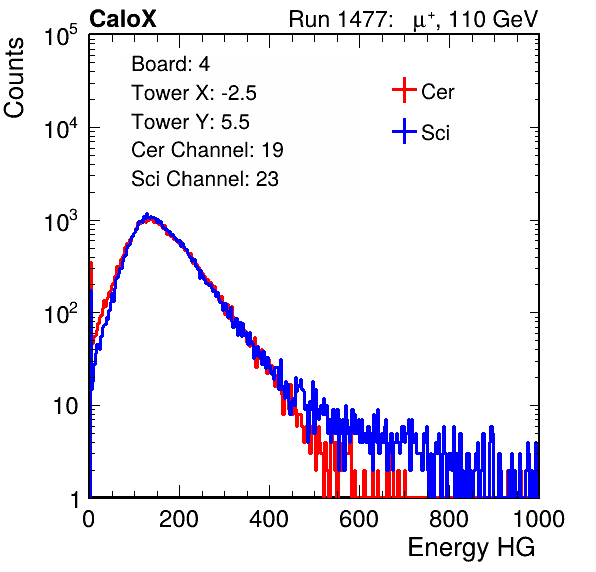 CaloX Run 1477: μ⁺, 110 GeV
Counts
Board: 4
Tower X: -2.5
Tower Y: 5.5
Cer Channel: 19
Sci Channel: 23
Cer
Sci
10⁵
10⁴
10³
10²
10
1
0 200 400 600 800 1000
Energy HG